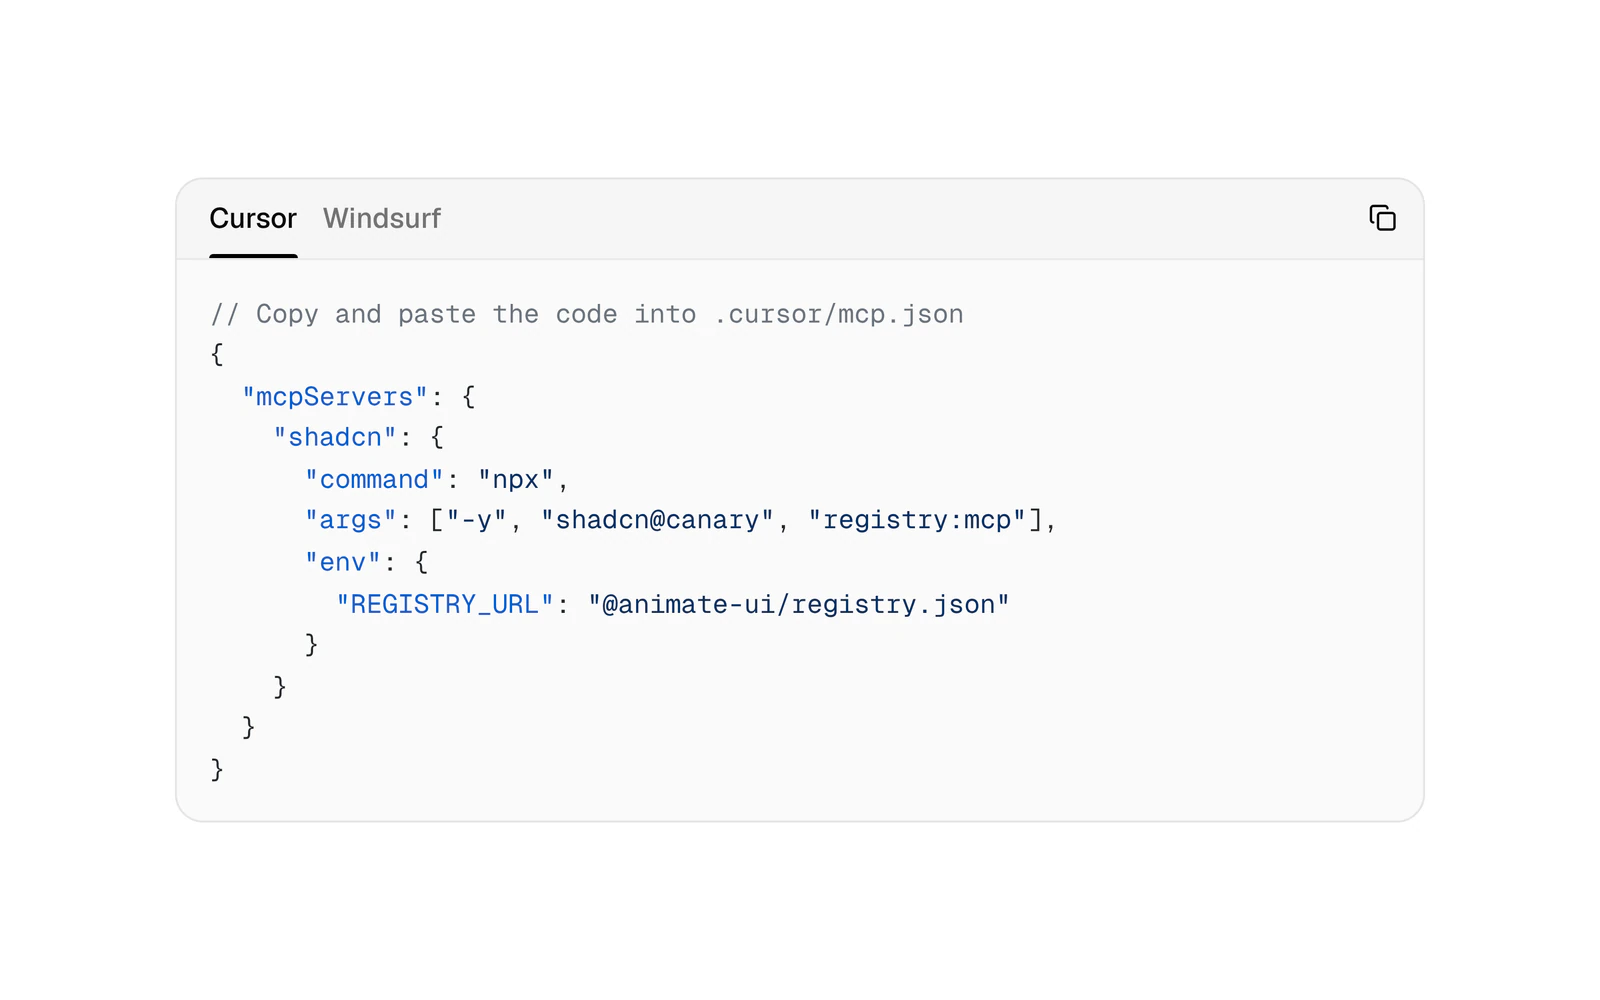 Cursor Windsurf
// Copy and paste the code into .cursor/mcp.json
{
  "mcpServers": {
    "shadcn": {
      "command": "npx",
      "args": ["-y", "shadcn@canary", "registry:mcp"],
      "env": {
        "REGISTRY_URL": "@animate-ui/registry.json"
      }
    }
  }
}